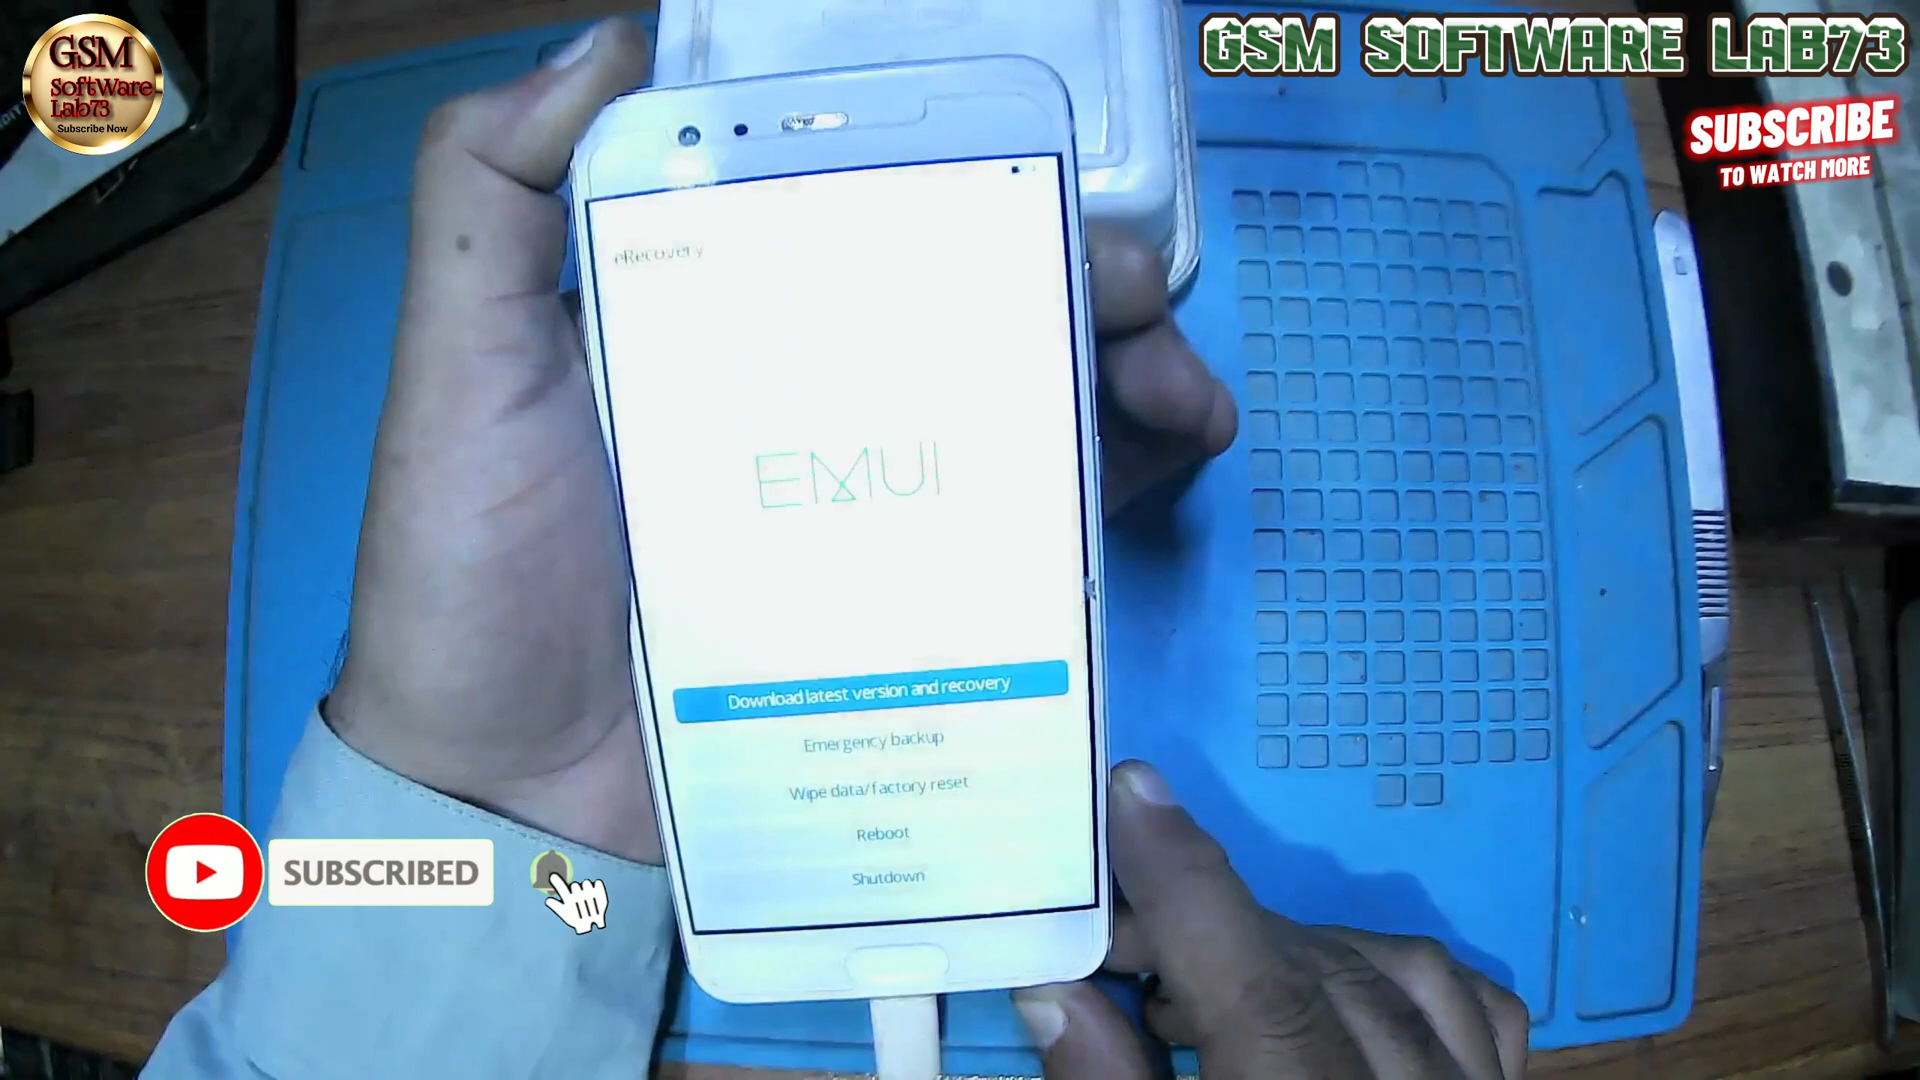 GSM
SoftWare
Lab73
Subscribe Now
GSM SOFTWARE LAB73
SUBSCRIBE
TO WATCH MORE
eRecovery
EMUI
Download latest version and recovery
Emergency backup
Wipe data/factory reset
Reboot
Shutdown
SUBSCRIBED